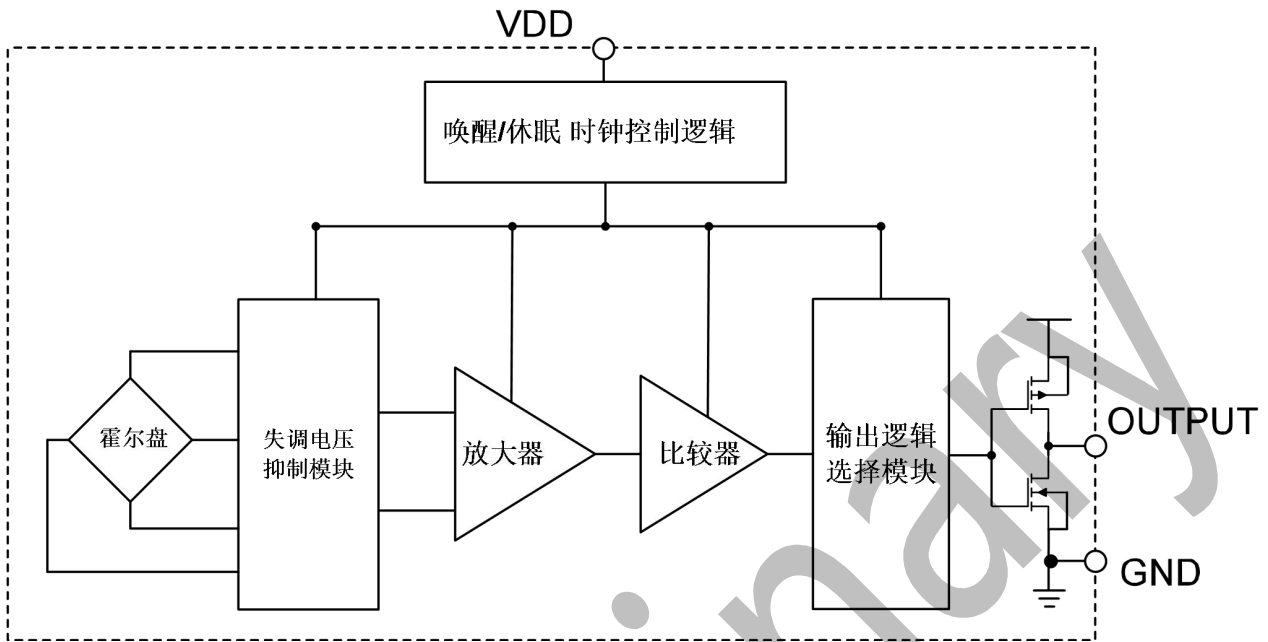 VDD
唤醒/休眠 时钟控制逻辑
霍尔盘
失调电压
抑制模块
放大器
比较器
输出逻辑
选择模块
OUTPUT
GND
inary